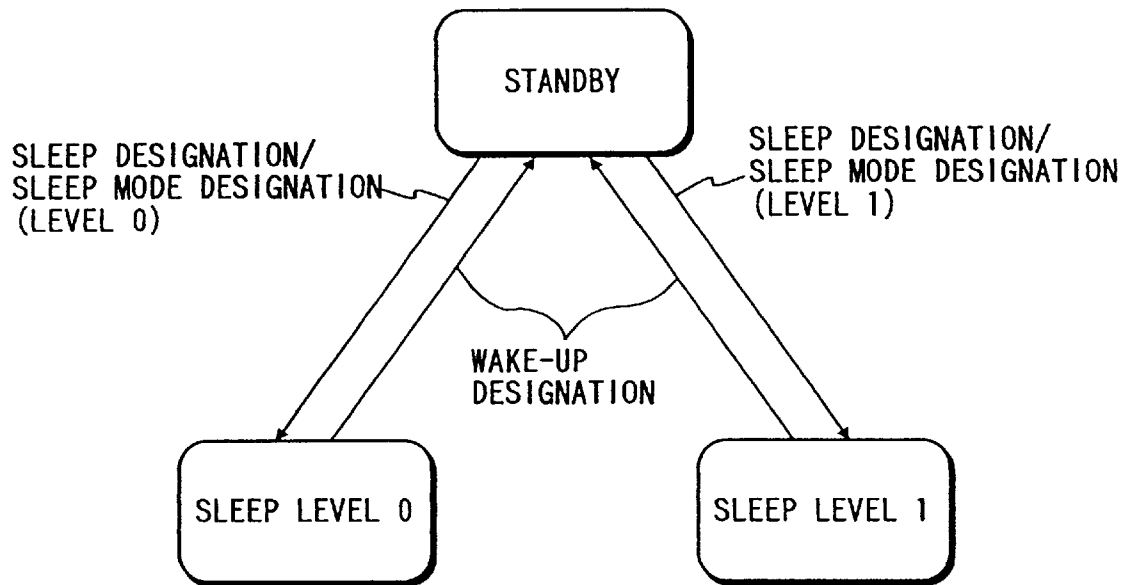 STANDBY
SLEEP DESIGNATION/
SLEEP MODE DESIGNATION
(LEVEL 0)
SLEEP DESIGNATION/
SLEEP MODE DESIGNATION
(LEVEL 1)
WAKE-UP
DESIGNATION
SLEEP LEVEL 0
SLEEP LEVEL 1